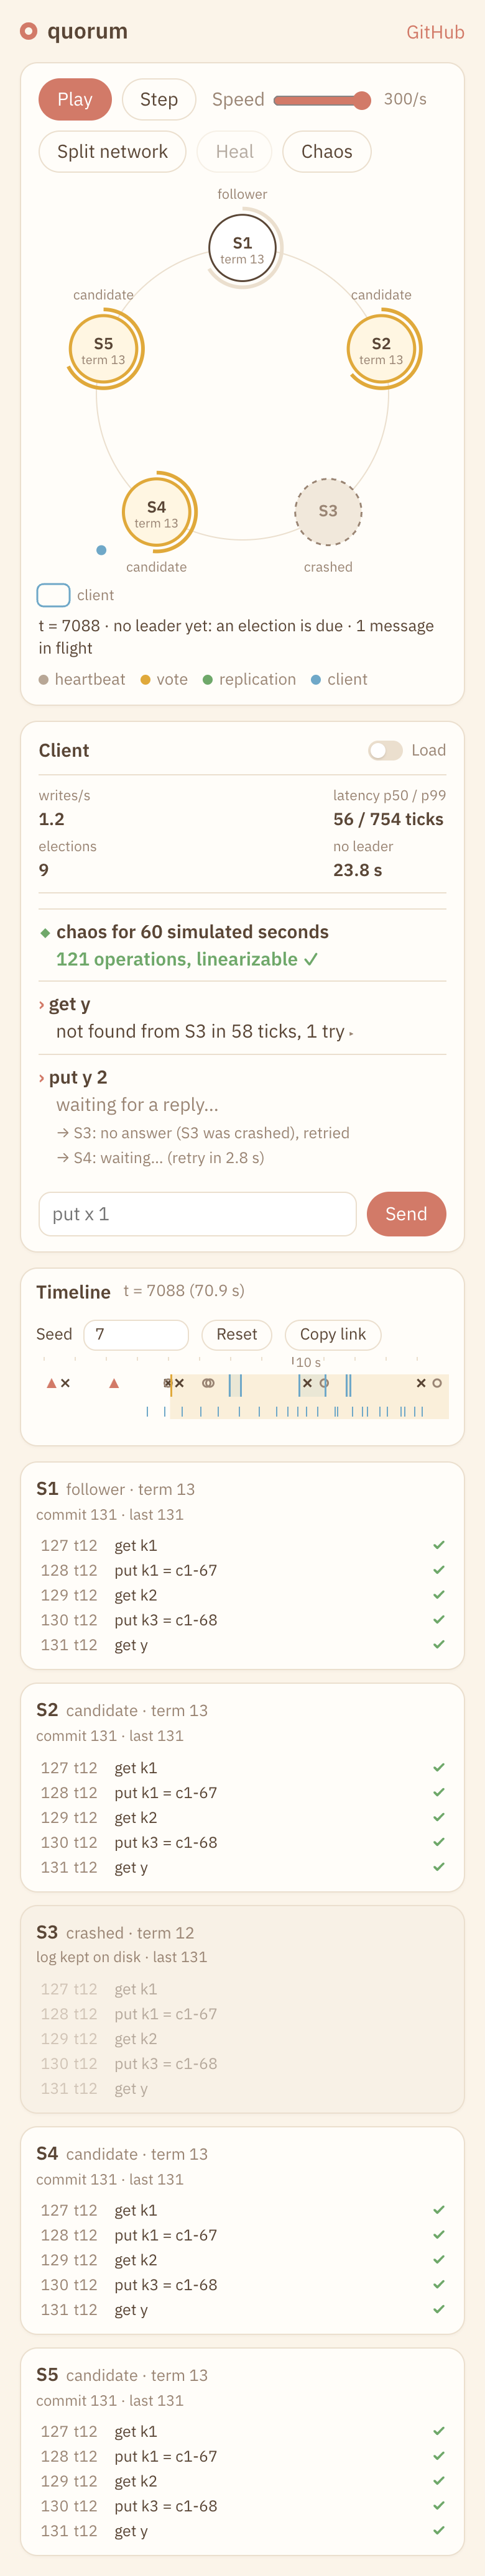 quorum
GitHub
Play
Step
Speed
300/s
Split network
Heal
Chaos
follower
S1
term 13
candidate
candidate
S5
term 13
S2
term 13
S4
term 13
S3
candidate
crashed
client
t = 7088 · no leader yet: an election is due · 1 message
in flight
heartbeat
vote
replication
client
Client
Load
writes/s
latency p50 / p99
1.2
56 / 754 ticks
elections
no leader
9
23.8 s
chaos for 60 simulated seconds
121 operations, linearizable ✓
› get y
not found from S3 in 58 ticks, 1 try ▸
› put y 2
waiting for a reply...
→ S3: no answer (S3 was crashed), retried
→ S4: waiting... (retry in 2.8 s)
put x 1
Send
Timeline
t = 7088 (70.9 s)
Seed
7
Reset
Copy link
10 s
S1 follower · term 13
commit 131 · last 131
127 t12 get k1 ✓
128 t12 put k1 = c1-67 ✓
129 t12 get k2 ✓
130 t12 put k3 = c1-68 ✓
131 t12 get y ✓
S2 candidate · term 13
commit 131 · last 131
127 t12 get k1 ✓
128 t12 put k1 = c1-67 ✓
129 t12 get k2 ✓
130 t12 put k3 = c1-68 ✓
131 t12 get y ✓
S3 crashed · term 12
log kept on disk · last 131
127 t12 get k1
128 t12 put k1 = c1-67
129 t12 get k2
130 t12 put k3 = c1-68
131 t12 get y
S4 candidate · term 13
commit 131 · last 131
127 t12 get k1 ✓
128 t12 put k1 = c1-67 ✓
129 t12 get k2 ✓
130 t12 put k3 = c1-68 ✓
131 t12 get y ✓
S5 candidate · term 13
commit 131 · last 131
127 t12 get k1 ✓
128 t12 put k1 = c1-67 ✓
129 t12 get k2 ✓
130 t12 put k3 = c1-68 ✓
131 t12 get y ✓